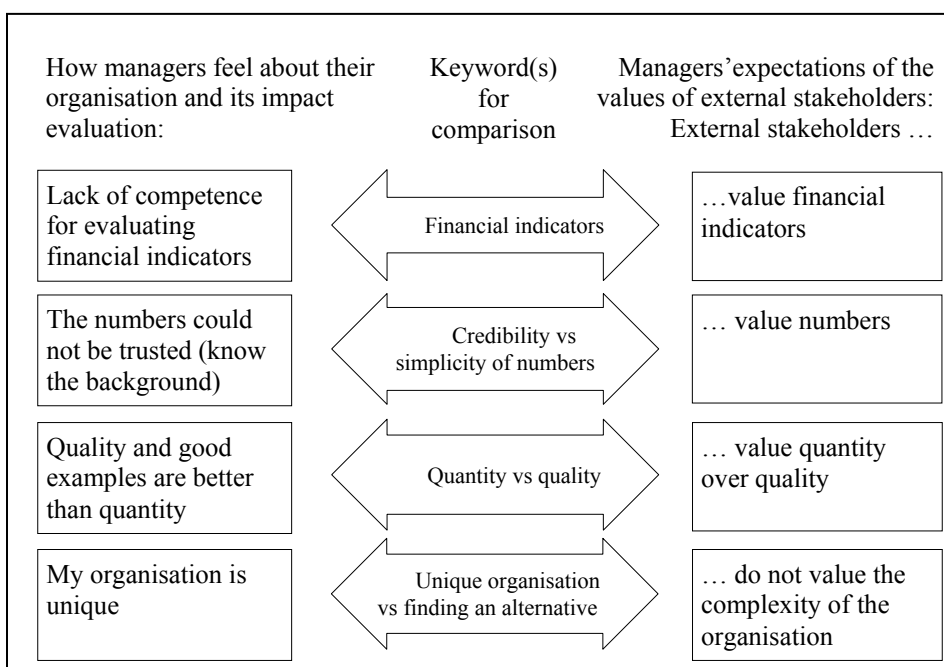 How managers feel about their
organisation and its impact
evaluation:
Keyword(s)
for
comparison
Managers’expectations of the
values of external stakeholders:
External stakeholders …
Lack of competence
for evaluating
financial indicators
Financial indicators
…value financial
indicators
The numbers could
not be trusted (know
the background)
Credibility vs
simplicity of numbers
… value numbers
Quality and good
examples are better
than quantity
Quantity vs quality
… value quantity
over quality
My organisation is
unique
Unique organisation
vs finding an alternative
… do not value the
complexity of the
organisation